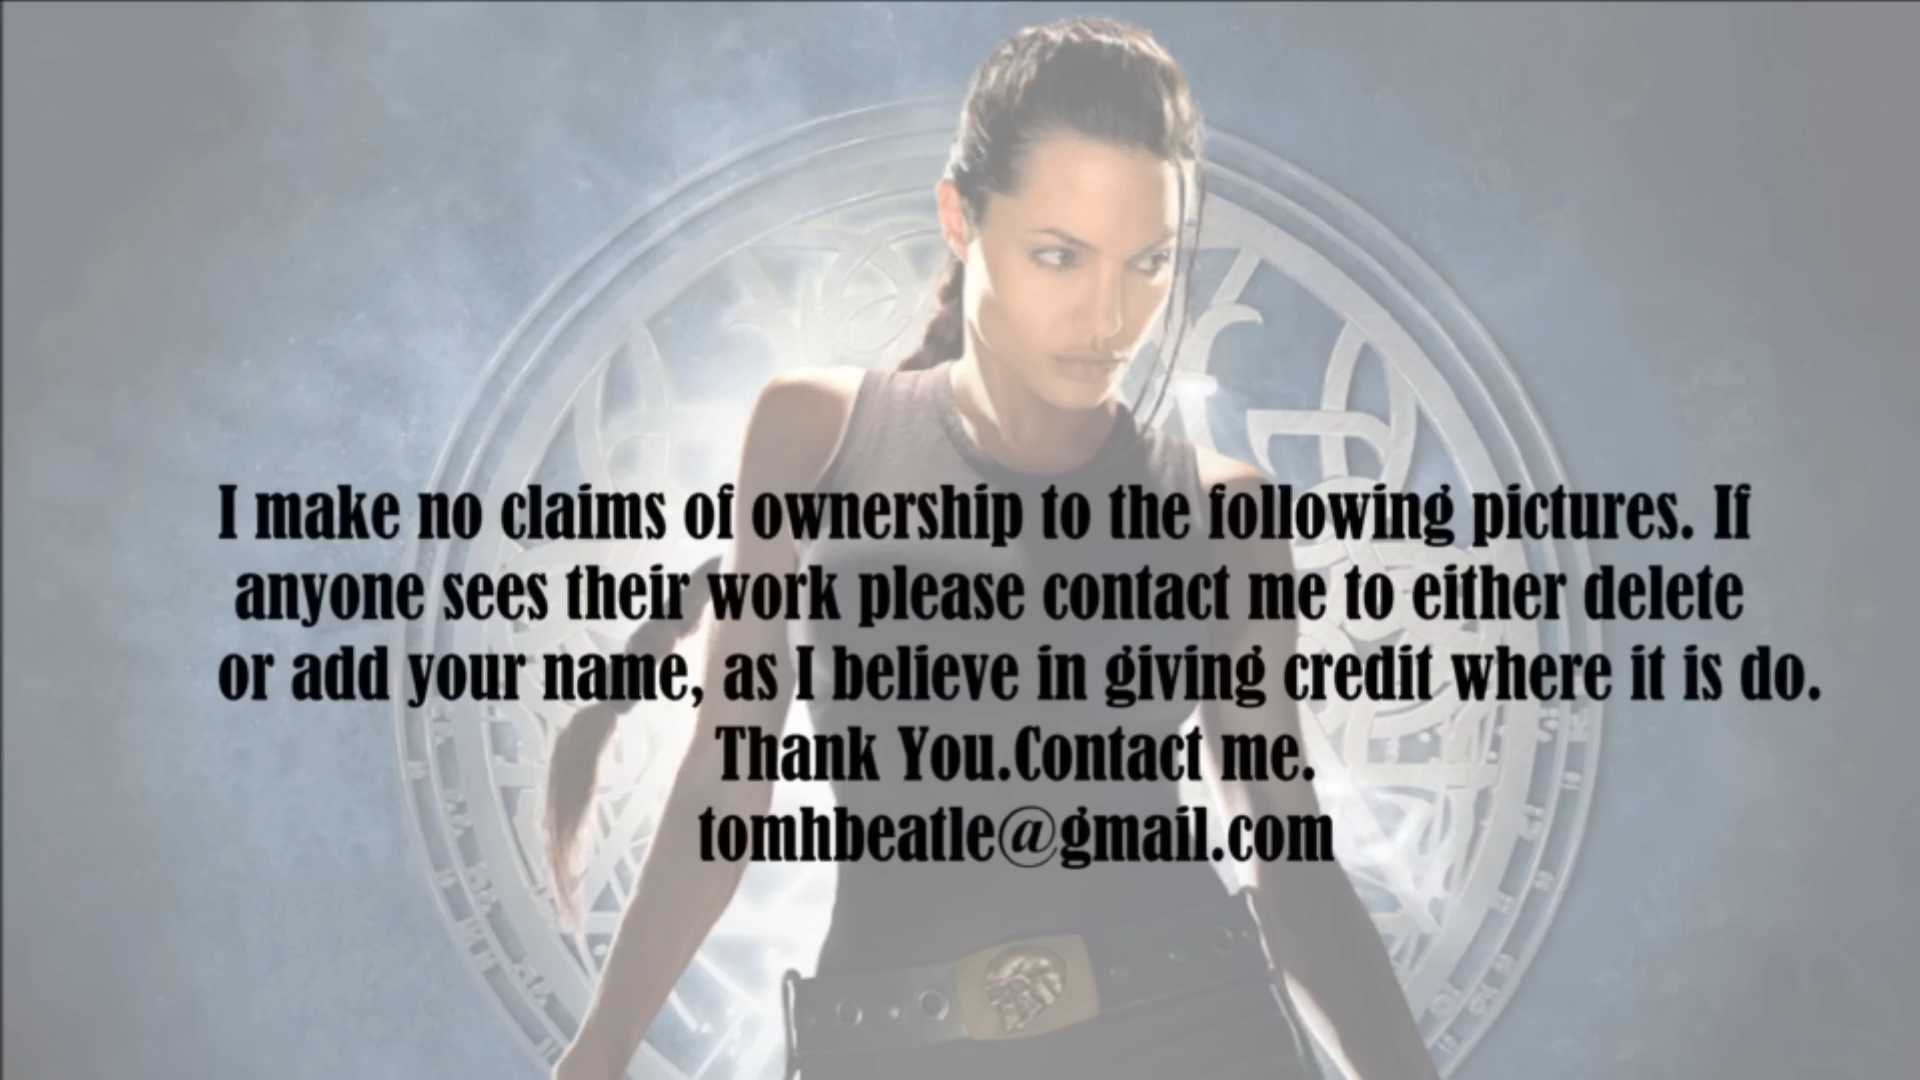 I make no claims of ownership to the following pictures. If
anyone sees their work please contact me to either delete
or add your name, as I believe in giving credit where it is do.
Thank You.Contact me.
tomhbeatle@gmail.com